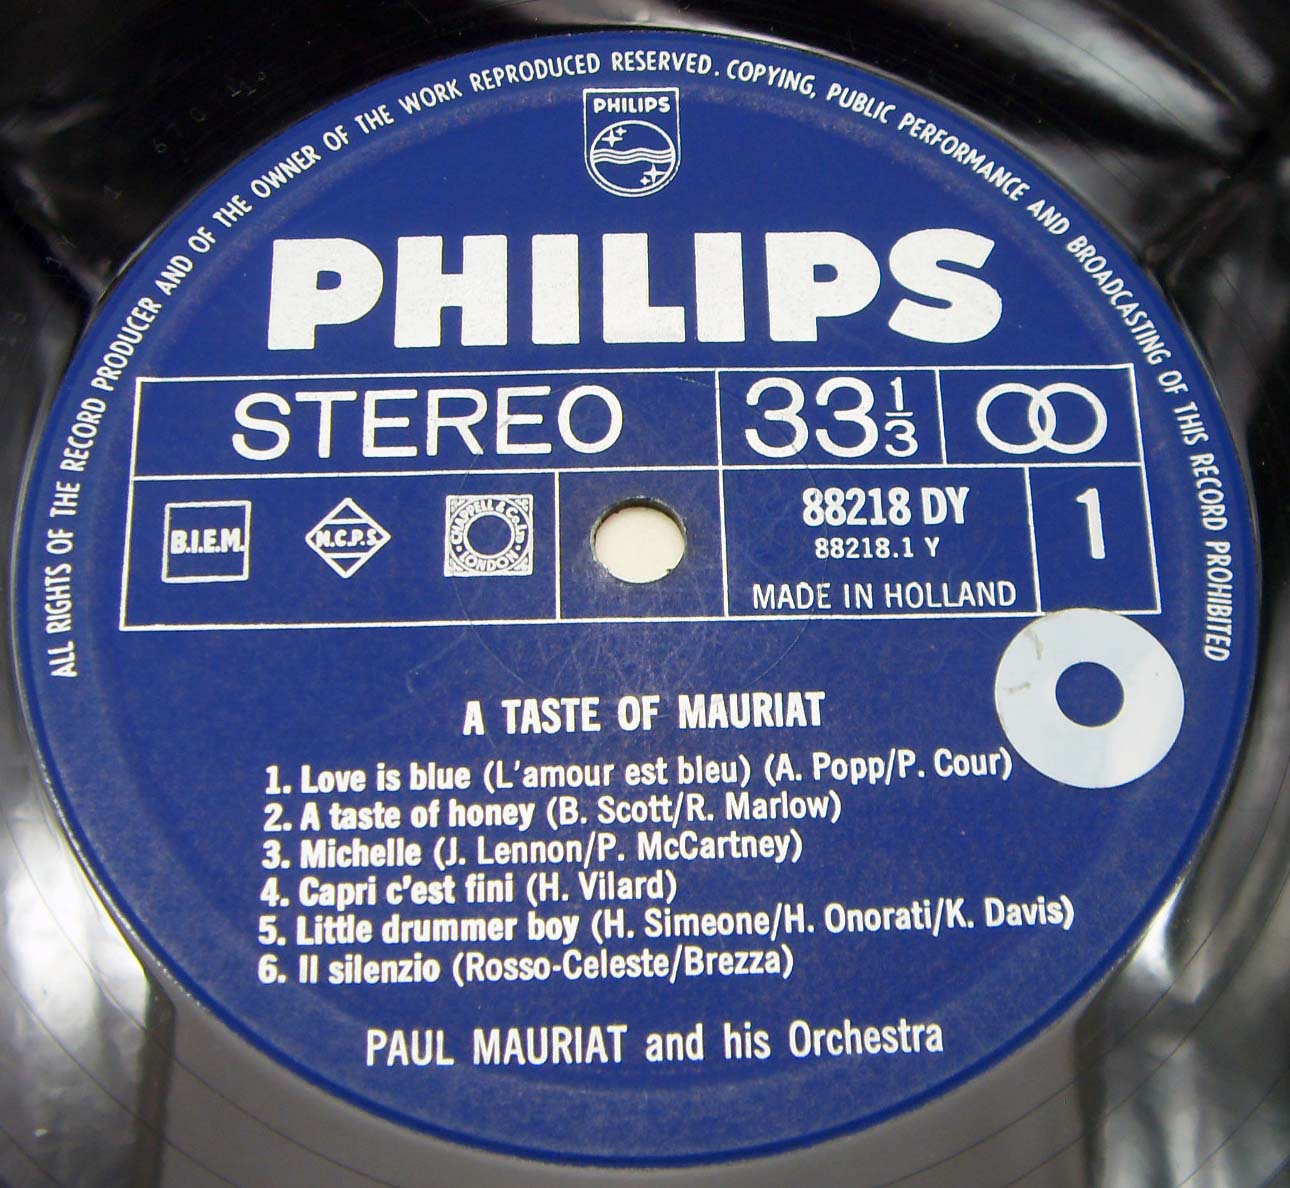 ALL RIGHTS OF THE RECORD PRODUCER AND OF THE OWNER OF THE WORK REPRODUCED RESERVED. COPYING, PUBLIC PERFORMANCE AND BROADCASTING OF THIS RECORD PROHIBITED
PHILIPS
PHILIPS
STEREO 33 1/3
B.I.E.M. N.C.P.S. CHAPPELL & Co. Ltd. LONDON
88218 DY 1
88218.1 Y
MADE IN HOLLAND
A TASTE OF MAURIAT
1. Love is blue (L'amour est bleu) (A. Popp/P. Cour)
2. A taste of honey (B. Scott/R. Marlow)
3. Michelle (J. Lennon/P. McCartney)
4. Capri c'est fini (H. Vilard)
5. Little drummer boy (H. Simeone/H. Onorati/K. Davis)
6. Il silenzio (Rosso-Celeste/Brezza)
PAUL MAURIAT and his Orchestra